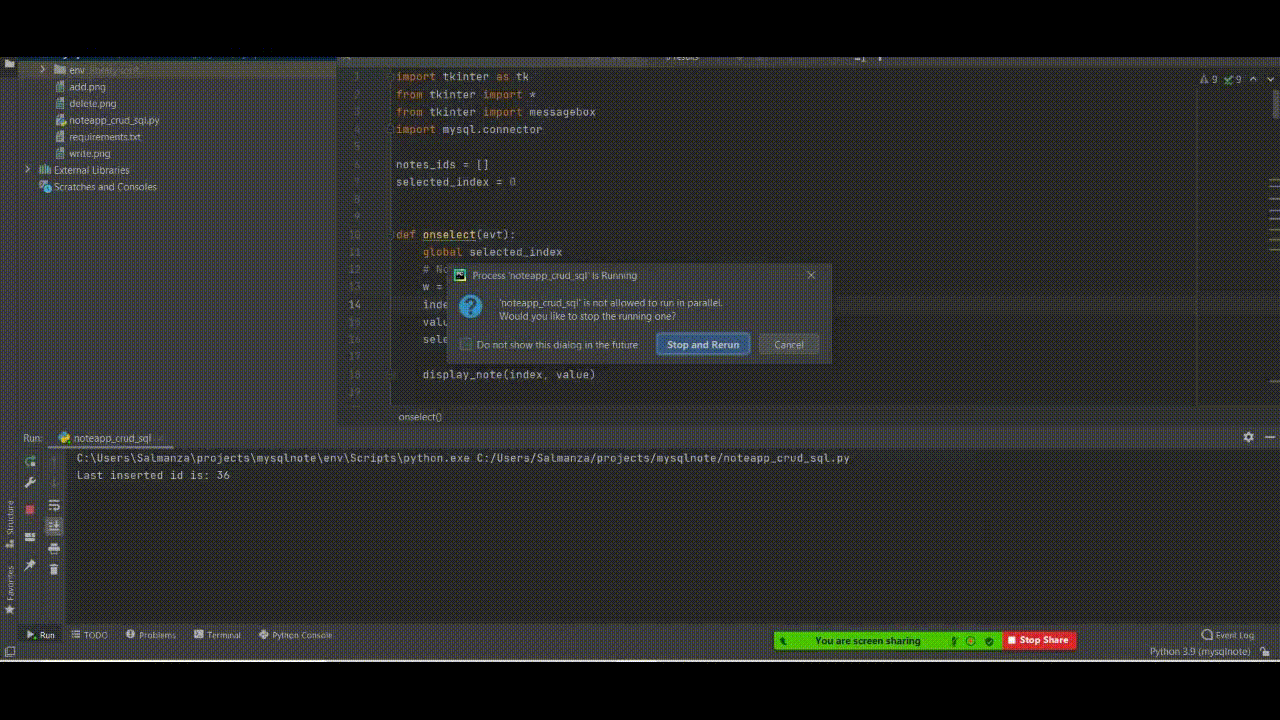 env
add.png
delete.png
noteapp_crud_sql.py
requirements.txt
write.png
External Libraries
Scratches and Consoles
0 results
9 9
1 import tkinter as tk
2 from tkinter import *
3 from tkinter import messagebox
4 import mysql.connector
5
6 notes_ids = []
7 selected_index = 0
8
9
10 def onselect(evt):
11 global selected_index
12 # No
13 w =
14 inde
15 valu
16 sele
17
18 display_note(index, value)
19
onselect()
Process 'noteapp_crud_sql' Is Running
'noteapp_crud_sql' is not allowed to run in parallel.
Would you like to stop the running one?
Do not show this dialog in the future
Stop and Rerun
Cancel
Run: noteapp_crud_sql
C:\Users\Salmanza\projects\mysqlnote\env\Scripts\python.exe C:/Users/Salmanza/projects/mysqlnote/noteapp_crud_sql.py
Last inserted id is: 36
Structure
Favorites
Run TODO Problems Terminal Python Console
You are screen sharing
Stop Share
Event Log
Python 3.9 (mysqlnote)